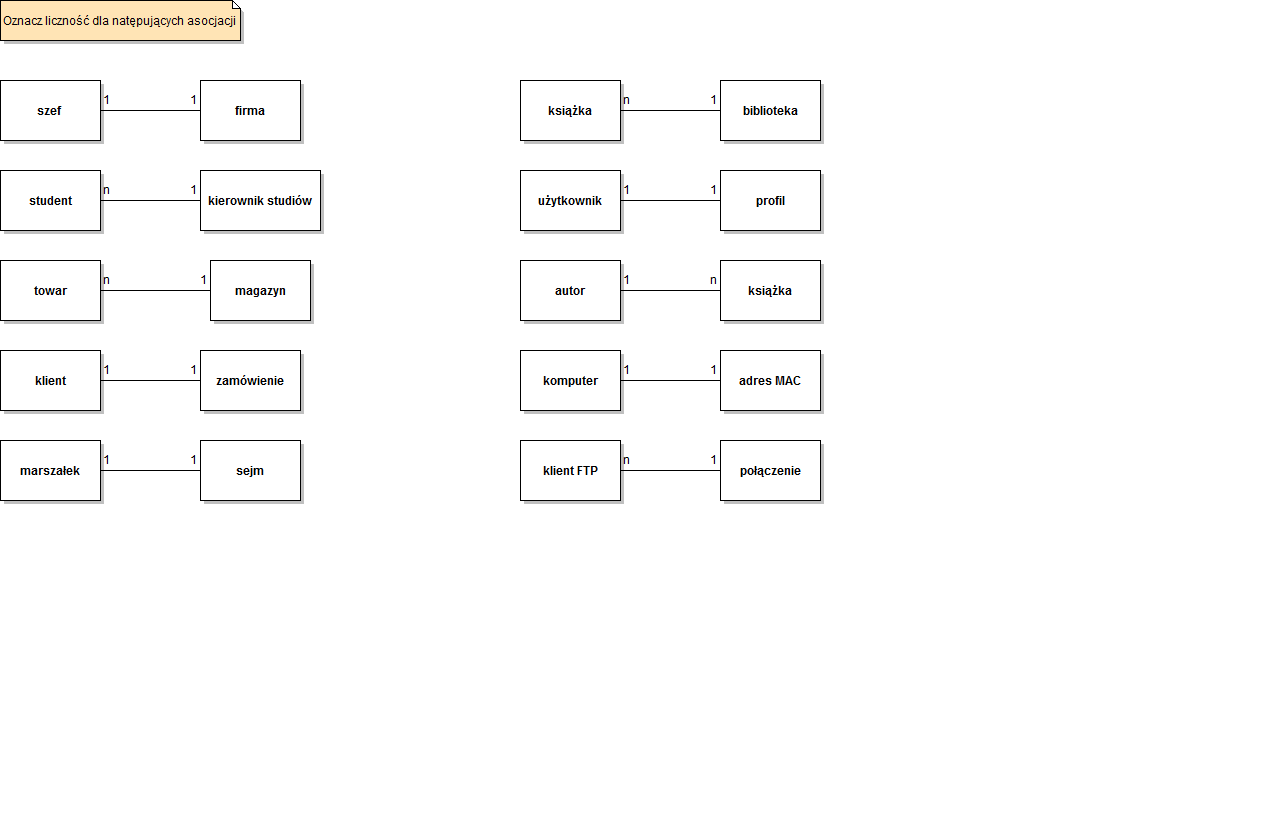 Oznacz liczność dla natępujących asocjacji
szef 1 1 firma
książka n 1 biblioteka
student n 1 kierownik studiów
użytkownik 1 1 profil
towar n 1 magazyn
autor 1 n książka
klient 1 1 zamówienie
komputer 1 1 adres MAC
marszałek 1 1 sejm
klient FTP n 1 połączenie